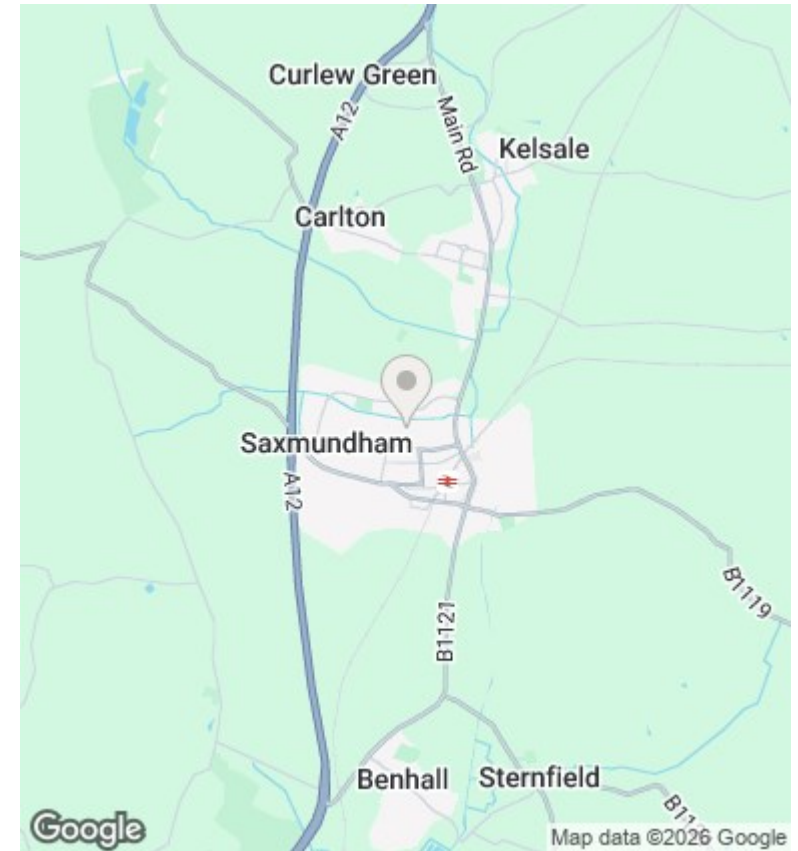 Curlew Green
A12
Main Rd
Kelsale
Carlton
Saxmundham
A12
B1119
B1121
Benhall
Sternfield
Google
Map data ©2026 Google